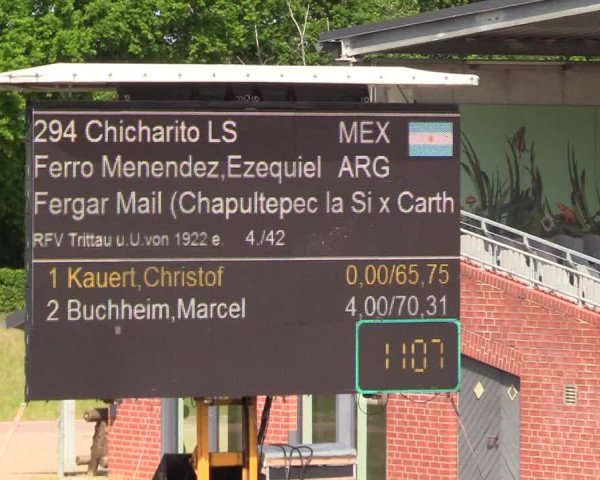 294 Chicharito LS MEX
Ferro Menendez,Ezequiel ARG
Fergar Mail (Chapultepec la Si x Carth
RFV Trittau u.U.von 1922 e. 4./42
1 Kauert,Christof 0,00/65,75
2 Buchheim,Marcel 4,00/70,31
1107